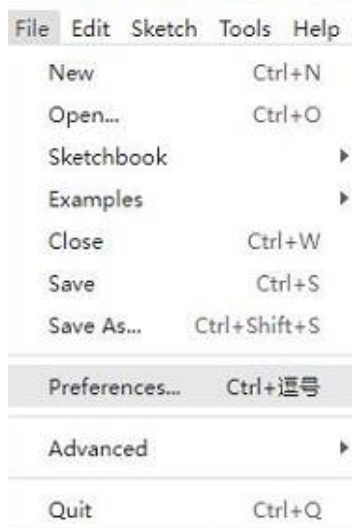 File Edit Sketch Tools Help
New Ctrl+N
Open... Ctrl+O
Sketchbook
Examples
Close Ctrl+W
Save Ctrl+S
Save As... Ctrl+Shift+S
Preferences... Ctrl+逗号
Advanced
Quit Ctrl+Q